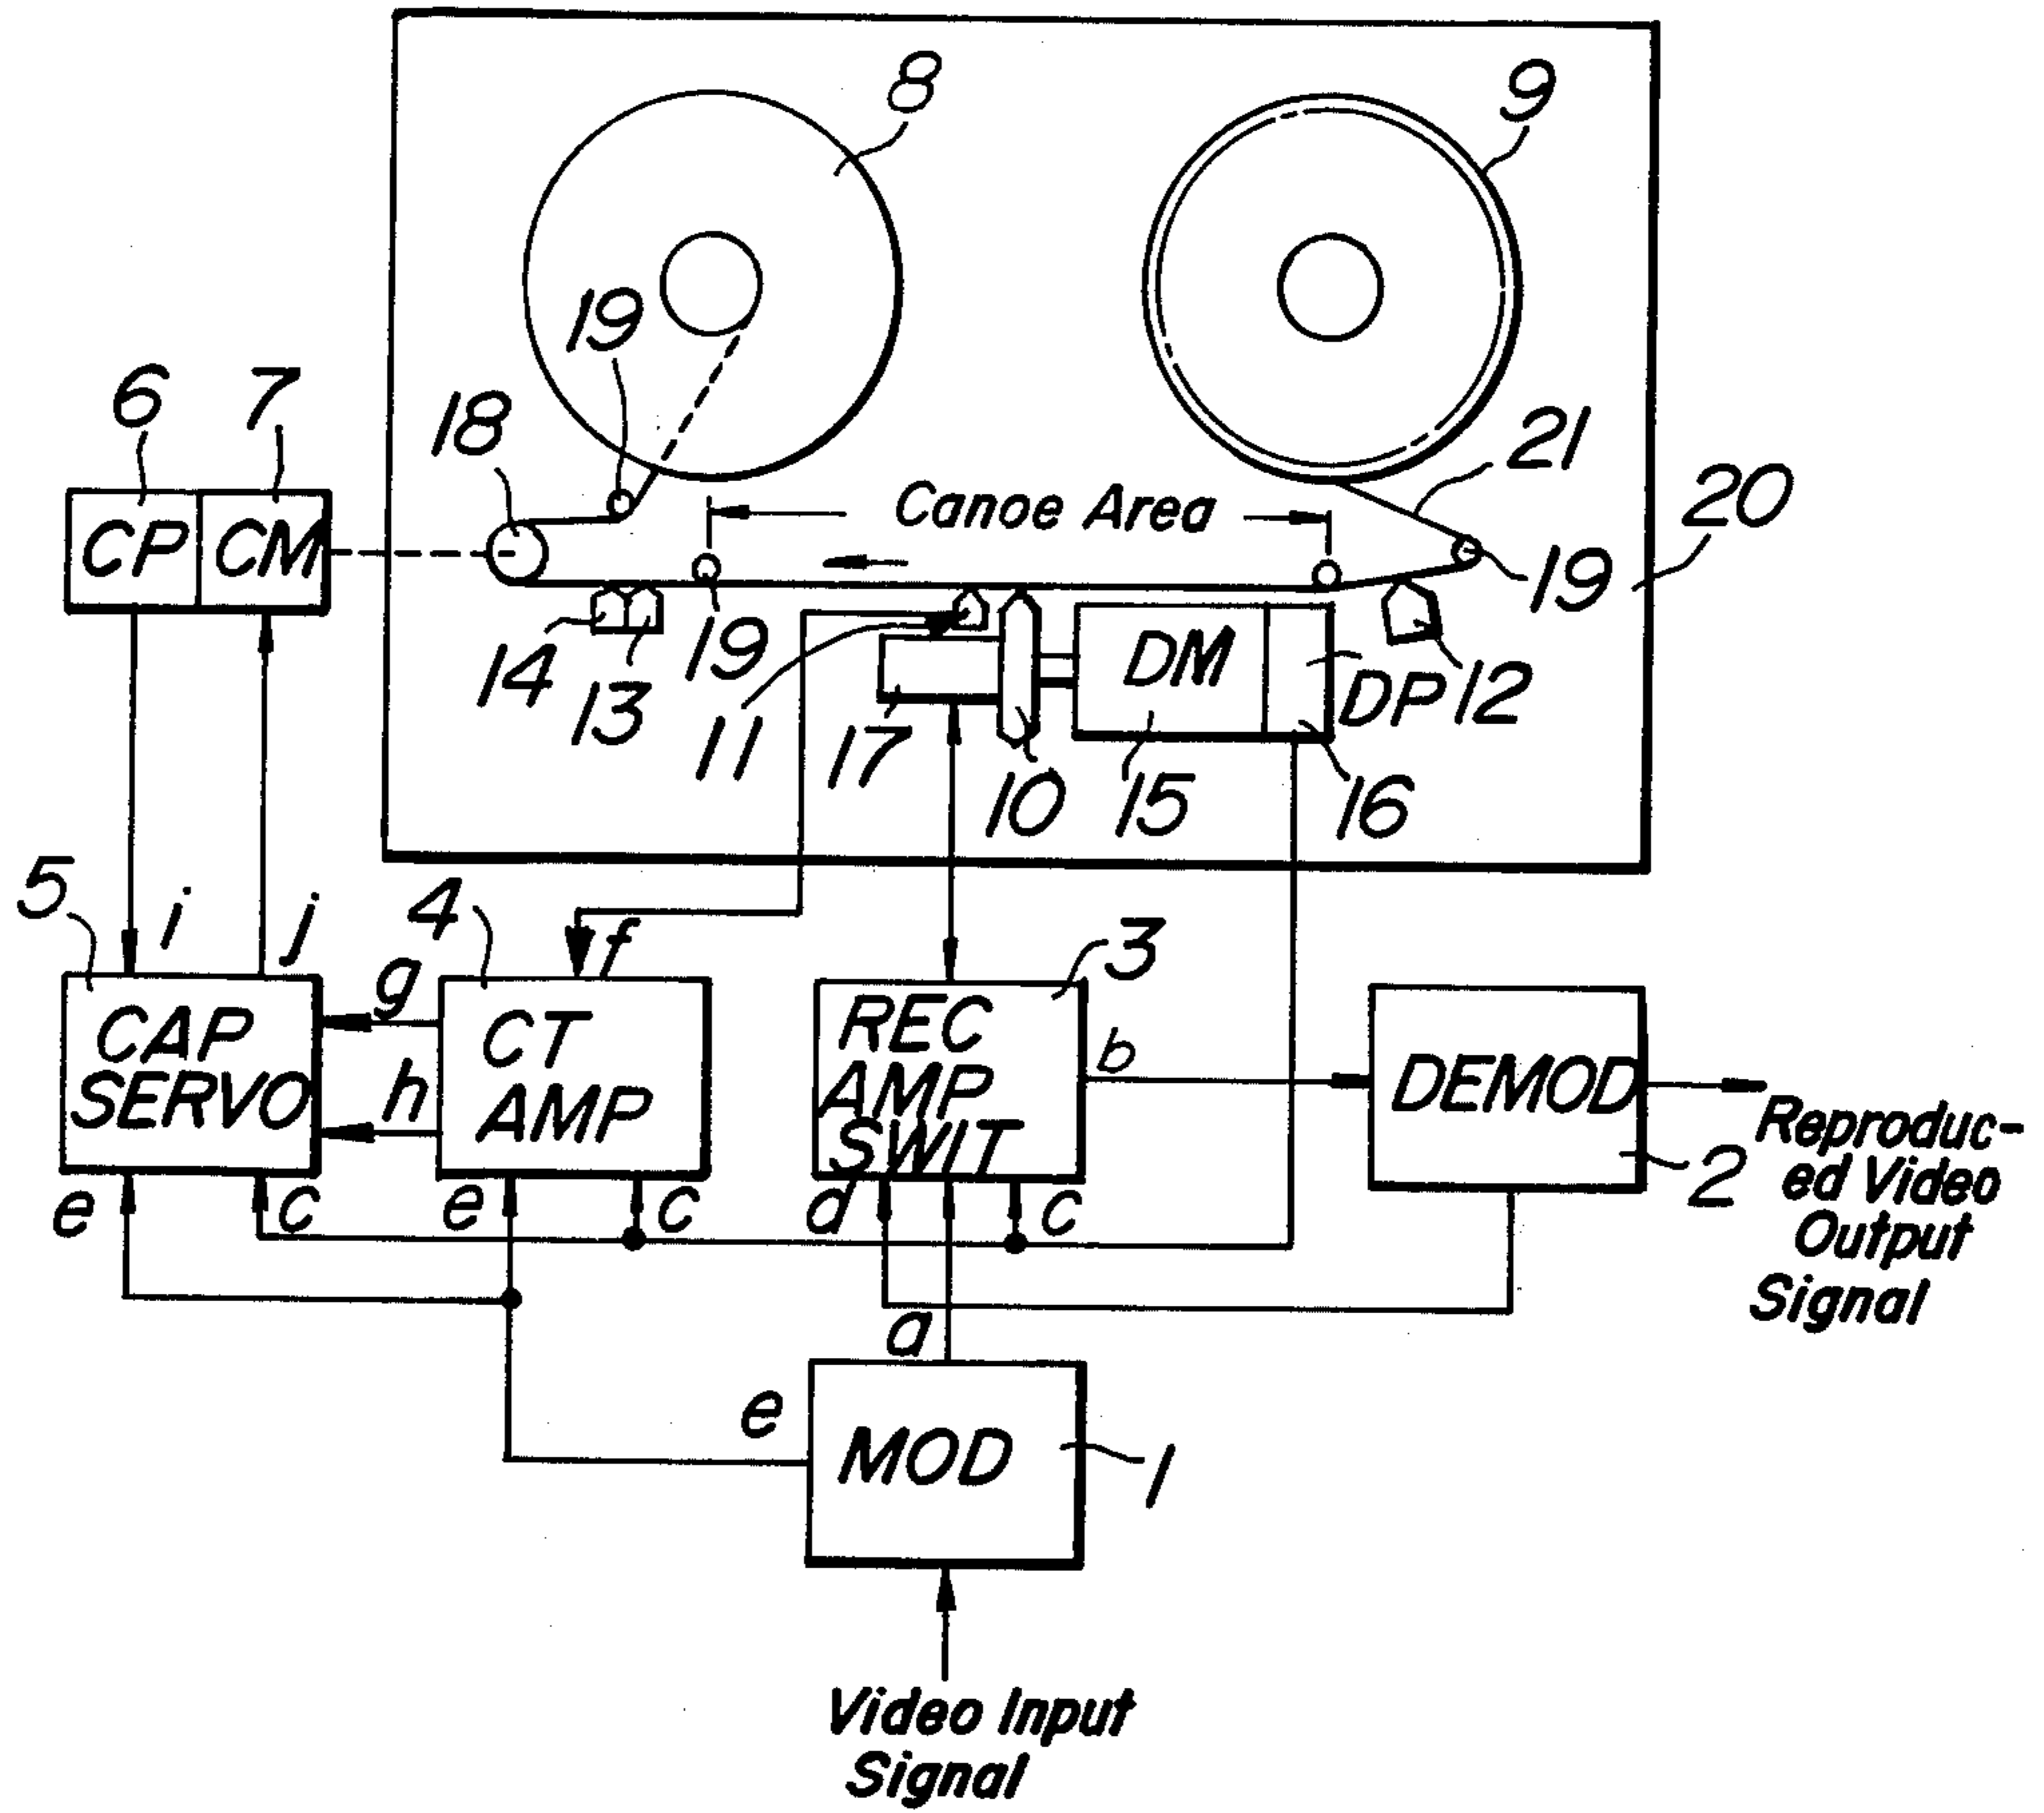 8
9
19
6
7
18
21
20
Canoe Area
CP
CM
19
14
13
19
11
17
10
DM
15
DP
12
16
5
i
j
4
f
3
g
h
CAP
SERVO
CT
AMP
REC
AMP
SWIT
b
DEMOD
Reproduc-
ed Video
Output
Signal
2
e
c
e
c
d
c
a
e
MOD
1
Video Input
Signal